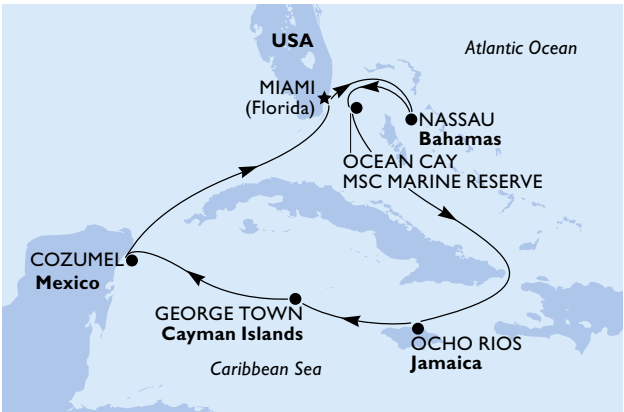 USA
Atlantic Ocean
MIAMI
(Florida)
NASSAU
Bahamas
OCEAN CAY
MSC MARINE RESERVE
COZUMEL
Mexico
GEORGE TOWN
Cayman Islands
OCHO RIOS
Jamaica
Caribbean Sea